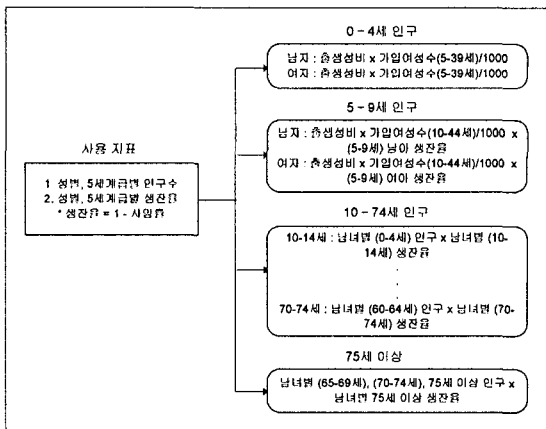 사용 지표
1. 성별, 5세계급별 인구수
2. 성별, 5세계급별 생잔율
* 생잔율 = 1 - 사망률
0 - 4세 인구
남자 : 출생성비 x 가임여성수(5-39세)/1000
여자 : 출생성비 x 가임여성수(5-39세)/1000
5 - 9세 인구
남자 : 출생성비 x 가임여성수(10-44세)/1000 x
(5-9세) 남아 생잔율
여자 : 출생성비 x 가임여성수(10-44세)/1000 x
(5-9세) 여아 생잔율
10 - 74세 인구
10-14세 : 남녀별 (0-4세) 인구 x 남녀별 (10-
14세) 생잔율
.
.
70-74세 : 남녀별 (60-64세) 인구 x 남녀별 (70-
74세) 생잔율
75세 이상
남녀별 (65-69세), (70-74세), 75세 이상 인구 x
남녀별 75세 이상 생잔율